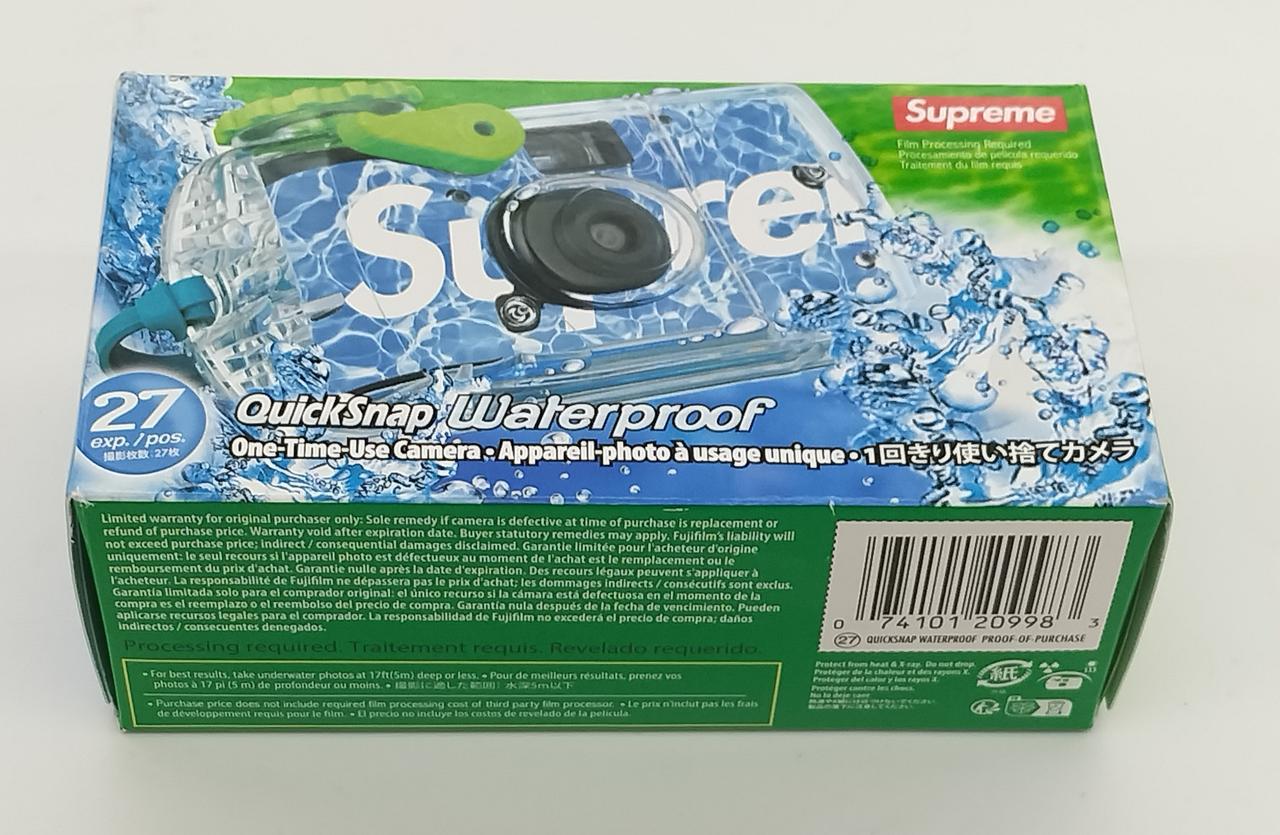 Supreme
Film Processing Required
Procesamiento de película requerido
Traitement du film requis
Supreme
27
exp./pos.
撮影枚数:27枚
QuickSnap Waterproof
One-Time-Use Camera • Appareil-photo à usage unique • 1回きり使い捨てカメラ
Limited warranty for original purchaser only: Sole remedy if camera is defective at time of purchase is replacement or
refund of purchase price. Warranty void after expiration date. Buyer statutory remedies may apply. Fujifilm's liability will
not exceed purchase price; indirect / consequential damages disclaimed. Garantie limitée pour l'acheteur d'origine
uniquement: le seul recours si l'appareil photo est défectueux au moment de l'achat est le remplacement ou le
remboursement du prix d'achat. Garantie nulle après la date d'expiration. Des recours légaux peuvent s'appliquer à
l'acheteur. La responsabilité de Fujifilm ne dépassera pas le prix d'achat; les dommages indirects / consécutifs sont exclus.
Garantía limitada solo para el comprador original: el único recurso si la cámara está defectuosa en el momento de la
compra es el reemplazo o el reembolso del precio de compra. Garantía nula después de la fecha de vencimiento. Pueden
aplicarse recursos legales para el comprador. La responsabilidad de Fujifilm no excederá el precio de compra; daños
indirectos / consecuentes denegados.
Processing required. Traitement requis. Revelado requerido.
• For best results, take underwater photos at 17ft(5m) deep or less. • Pour de meilleurs résultats, prenez vos
photos à 17 pi (5 m) de profondeur ou moins. • 撮影に適した範囲: 水深5m以下
• Purchase price does not include required film processing cost of third party film processor. • Le prix n'inclut pas les frais
de développement requis pour le film. • El precio no incluye los costos de revelado de la película.
0 74101 20998 3
27 QUICKSNAP WATERPROOF PROOF-OF-PURCHASE
Protect from heat & X-ray. Do not drop.
Protéger de la chaleur et des rayons X.
Proteger del calor y los rayos X.
Protéger contre les chocs.
No lo deje caer
紙